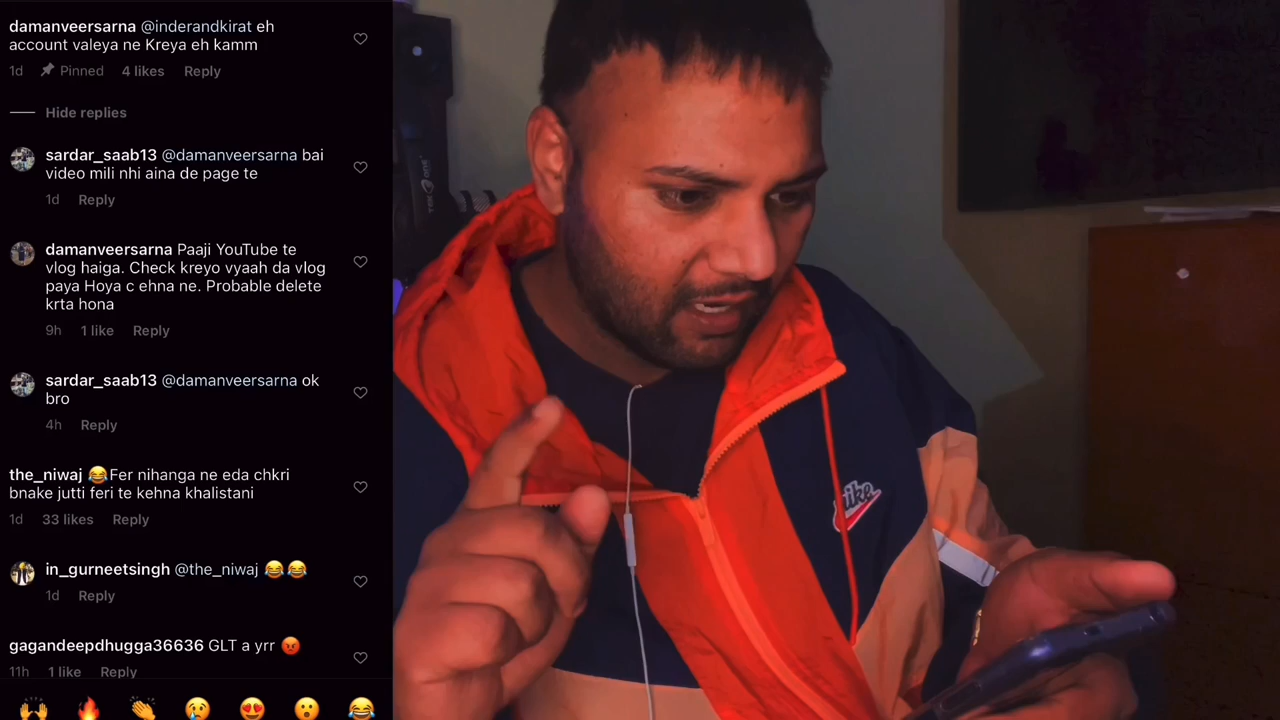 damanveersarna @inderandkirat eh
account valeya ne Kreya eh kamm
1d Pinned 4 likes Reply
Hide replies
sardar_saab13 @damanveersarna bai
video mili nhi aina de page te
1d Reply
damanveersarna Paaji YouTube te
vlog haiga. Check kreyo vyaah da vlog
paya Hoya c ehna ne. Probable delete
krta hona
9h 1 like Reply
sardar_saab13 @damanveersarna ok
bro
4h Reply
the_niwaj 😂Fer nihanga ne eda chkri
bnake jutti feri te kehna khalistani
1d 33 likes Reply
in_gurneetsingh @the_niwaj 😂😂
1d Reply
gagandeepdhugga36636 GLT a yrr 😡
11h 1 like Reply
🙌 🔥 👏 😢 😍 😮 😂
Nike